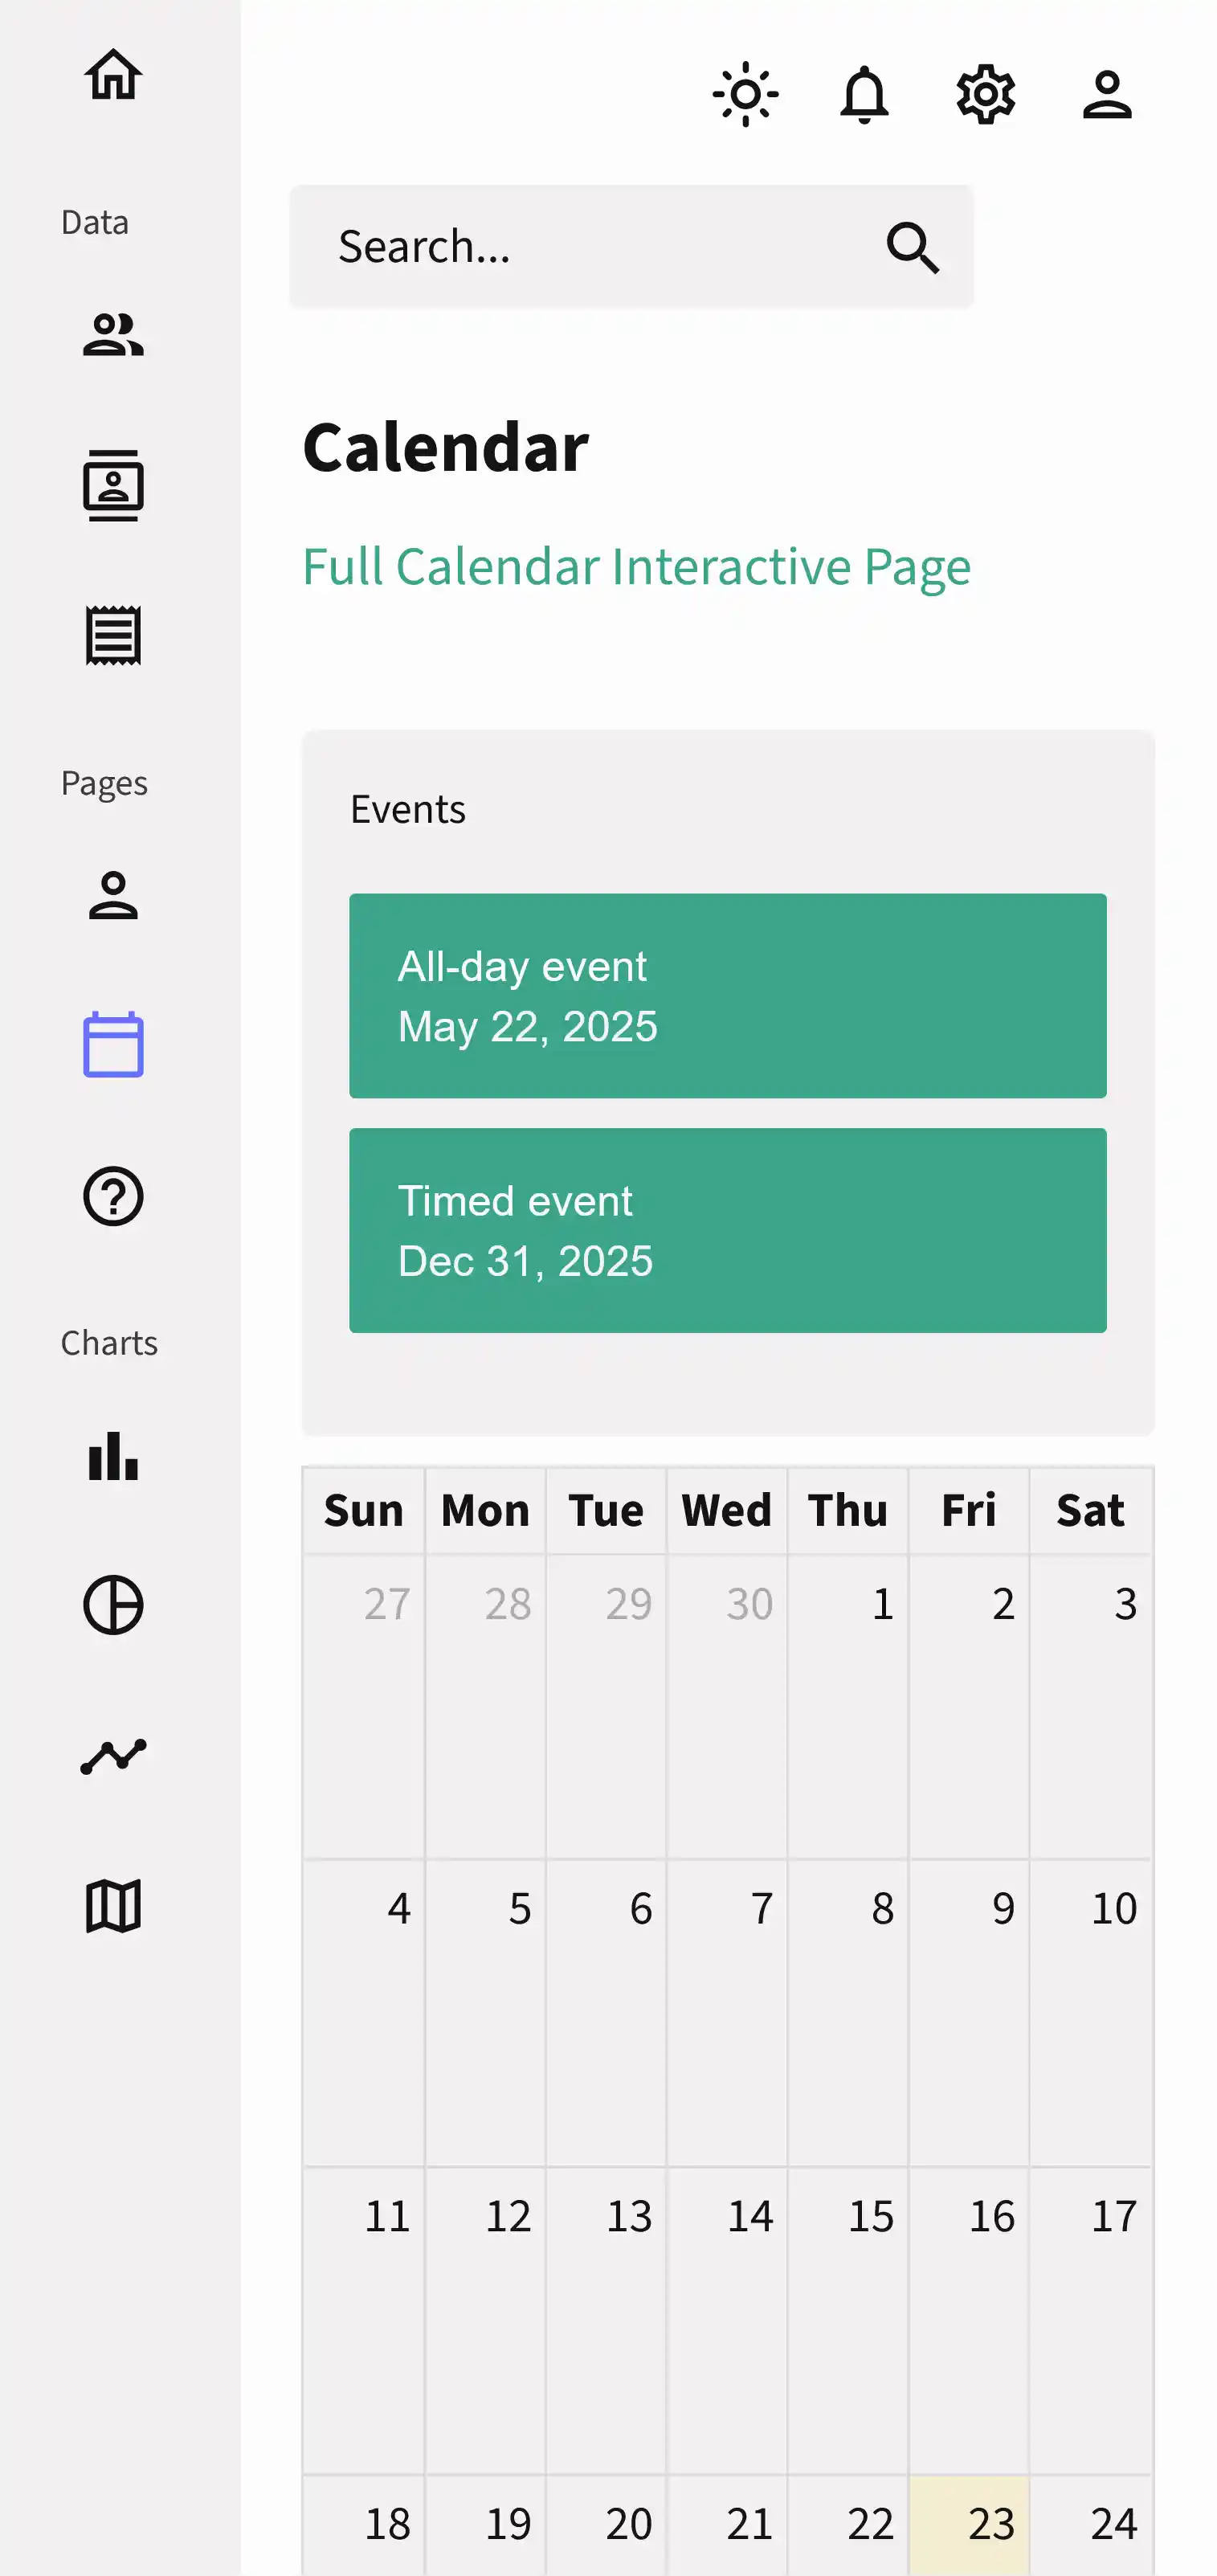 Data
Pages
Charts
Search...
Calendar
Full Calendar Interactive Page
Events
All-day event
May 22, 2025
Timed event
Dec 31, 2025
Sun Mon Tue Wed Thu Fri Sat
27 28 29 30 1 2 3
4 5 6 7 8 9 10
11 12 13 14 15 16 17
18 19 20 21 22 23 24